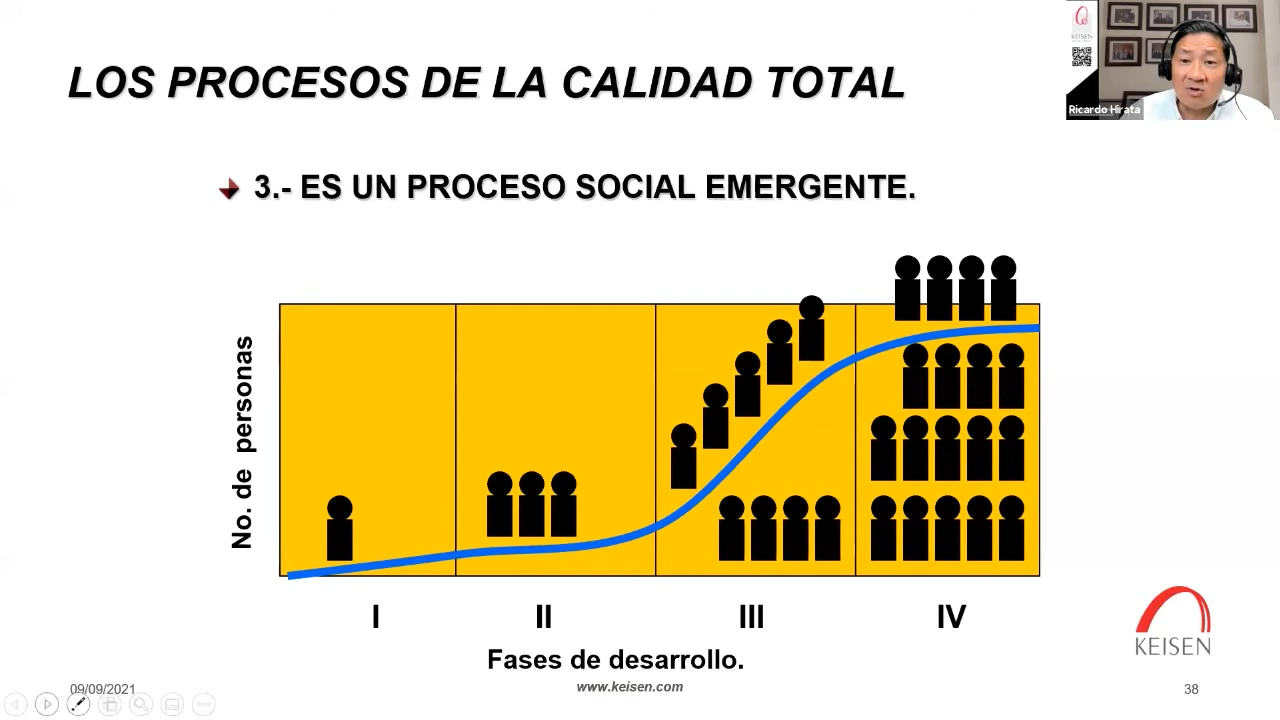 LOS PROCESOS DE LA CALIDAD TOTAL
KEISEN
Ricardo Hirata
3.- ES UN PROCESO SOCIAL EMERGENTE.
No. de personas
I II III IV
Fases de desarrollo.
KEISEN
09/09/2021 www.keisen.com 38